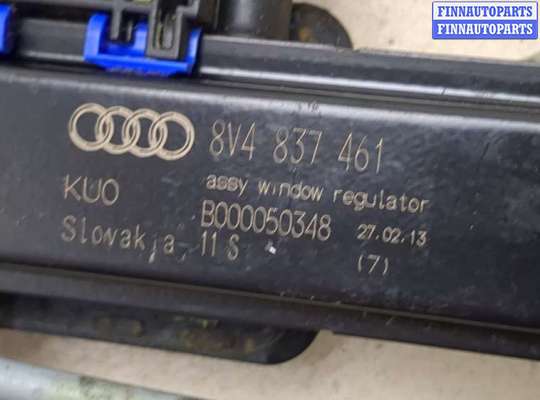 FINNAUTOPARTS
FINNAUTOPARTS
8V4 837 461
assy window regulator
KUO
B000050348 27.02.13
Slovakia 11 S
(7)